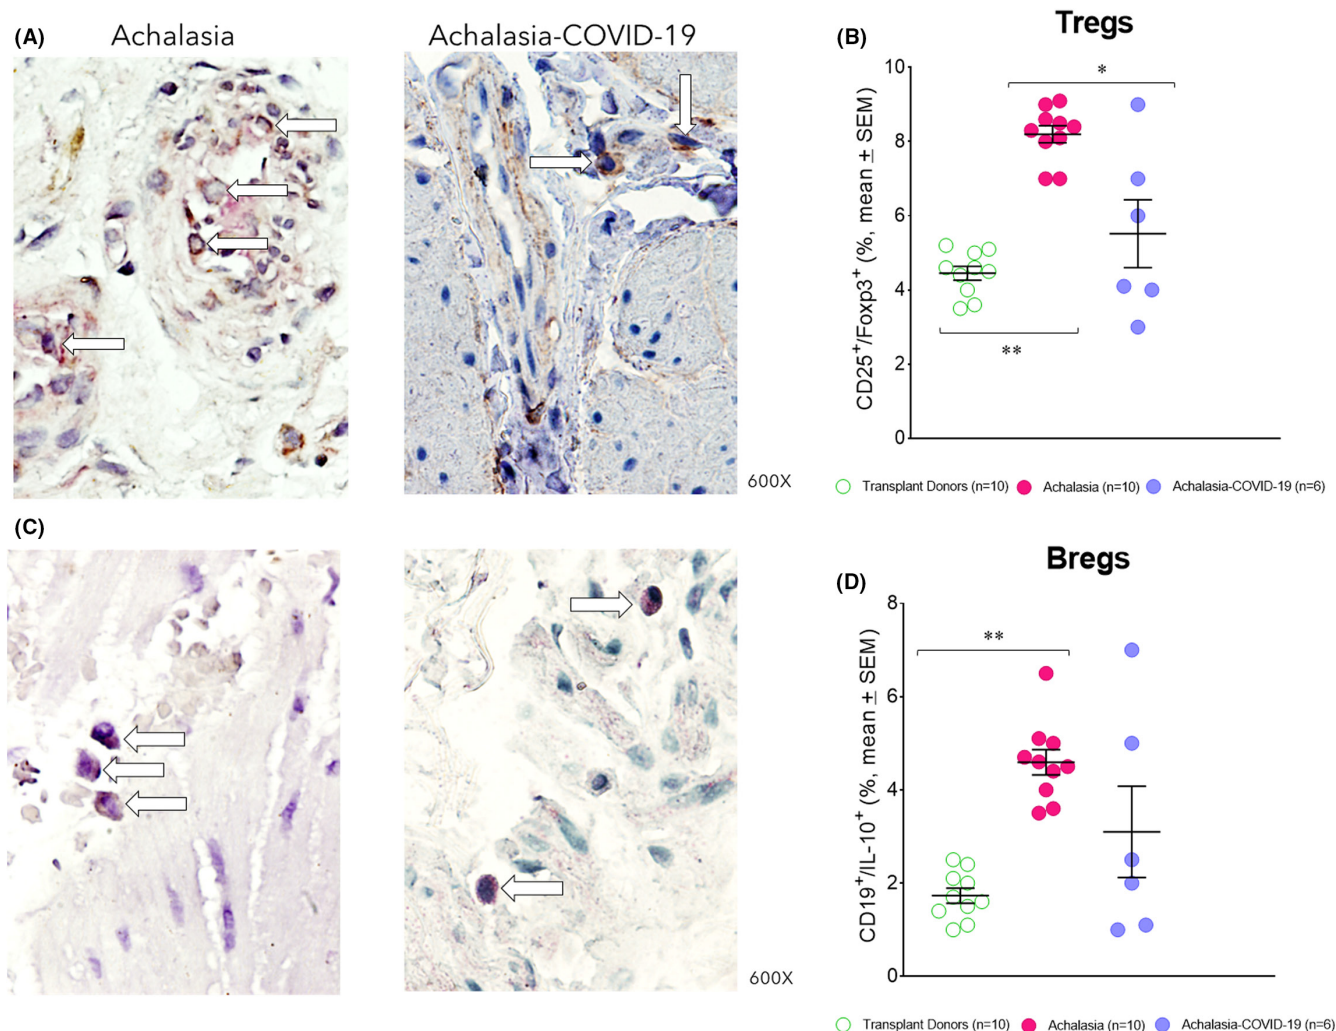 (A) Achalasia Achalasia-COVID-19
600X
(B) Tregs
CD25+/Foxp3+ (%, mean ± SEM)
10
8
6
4
2
0
*
**
Transplant Donors (n=10) Achalasia (n=10) Achalasia-COVID-19 (n=6)
(C)
600X
(D) Bregs
CD19+/IL-10+ (%, mean ± SEM)
8
6
4
2
0
**
Transplant Donors (n=10) Achalasia (n=10) Achalasia-COVID-19 (n=6)